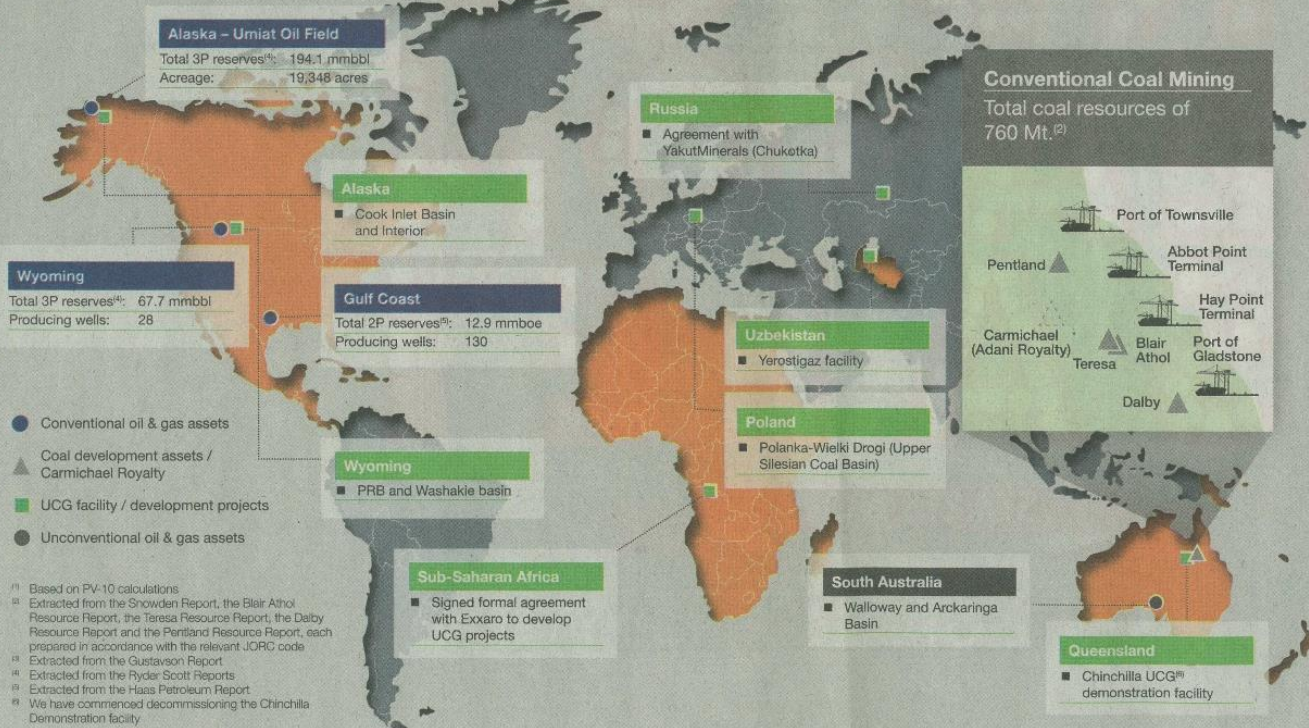 Alaska – Umiat Oil Field
Total 3P reserves⁽⁴⁾: 194.1 mmbbl
Acreage: 19,348 acres
Alaska
■ Cook Inlet Basin
and Interior
Wyoming
Total 3P reserves⁽⁴⁾: 67.7 mmbbl
Producing wells: 28
Gulf Coast
Total 2P reserves⁽⁵⁾: 12.9 mmboe
Producing wells: 130
Russia
■ Agreement with
YakutMinerals (Chukotka)
Conventional Coal Mining
Total coal resources of
760 Mt.⁽²⁾
Port of Townsville
Pentland
Abbot Point
Terminal
Hay Point
Terminal
Carmichael
(Adani Royalty)
Teresa
Blair
Athol
Port of
Gladstone
Dalby
Uzbekistan
■ Yerostigaz facility
Poland
■ Polanka-Wielki Drogi (Upper
Silesian Coal Basin)
Conventional oil & gas assets
Coal development assets /
Carmichael Royalty
UCG facility / development projects
Unconventional oil & gas assets
Wyoming
■ PRB and Washakie basin
Sub-Saharan Africa
■ Signed formal agreement
with Exxaro to develop
UCG projects
South Australia
■ Walloway and Arckaringa
Basin
Queensland
■ Chinchilla UCG⁽⁶⁾
demonstration facility
⁽¹⁾ Based on PV-10 calculations
⁽²⁾ Extracted from the Snowden Report, the Blair Athol
Resource Report, the Teresa Resource Report, the Dalby
Resource Report and the Pentland Resource Report, each
prepared in accordance with the relevant JORC code
⁽³⁾ Extracted from the Gustavson Report
⁽⁴⁾ Extracted from the Ryder Scott Reports
⁽⁵⁾ Extracted from the Haas Petroleum Report
⁽⁶⁾ We have commenced decommissioning the Chinchilla
Demonstration facility